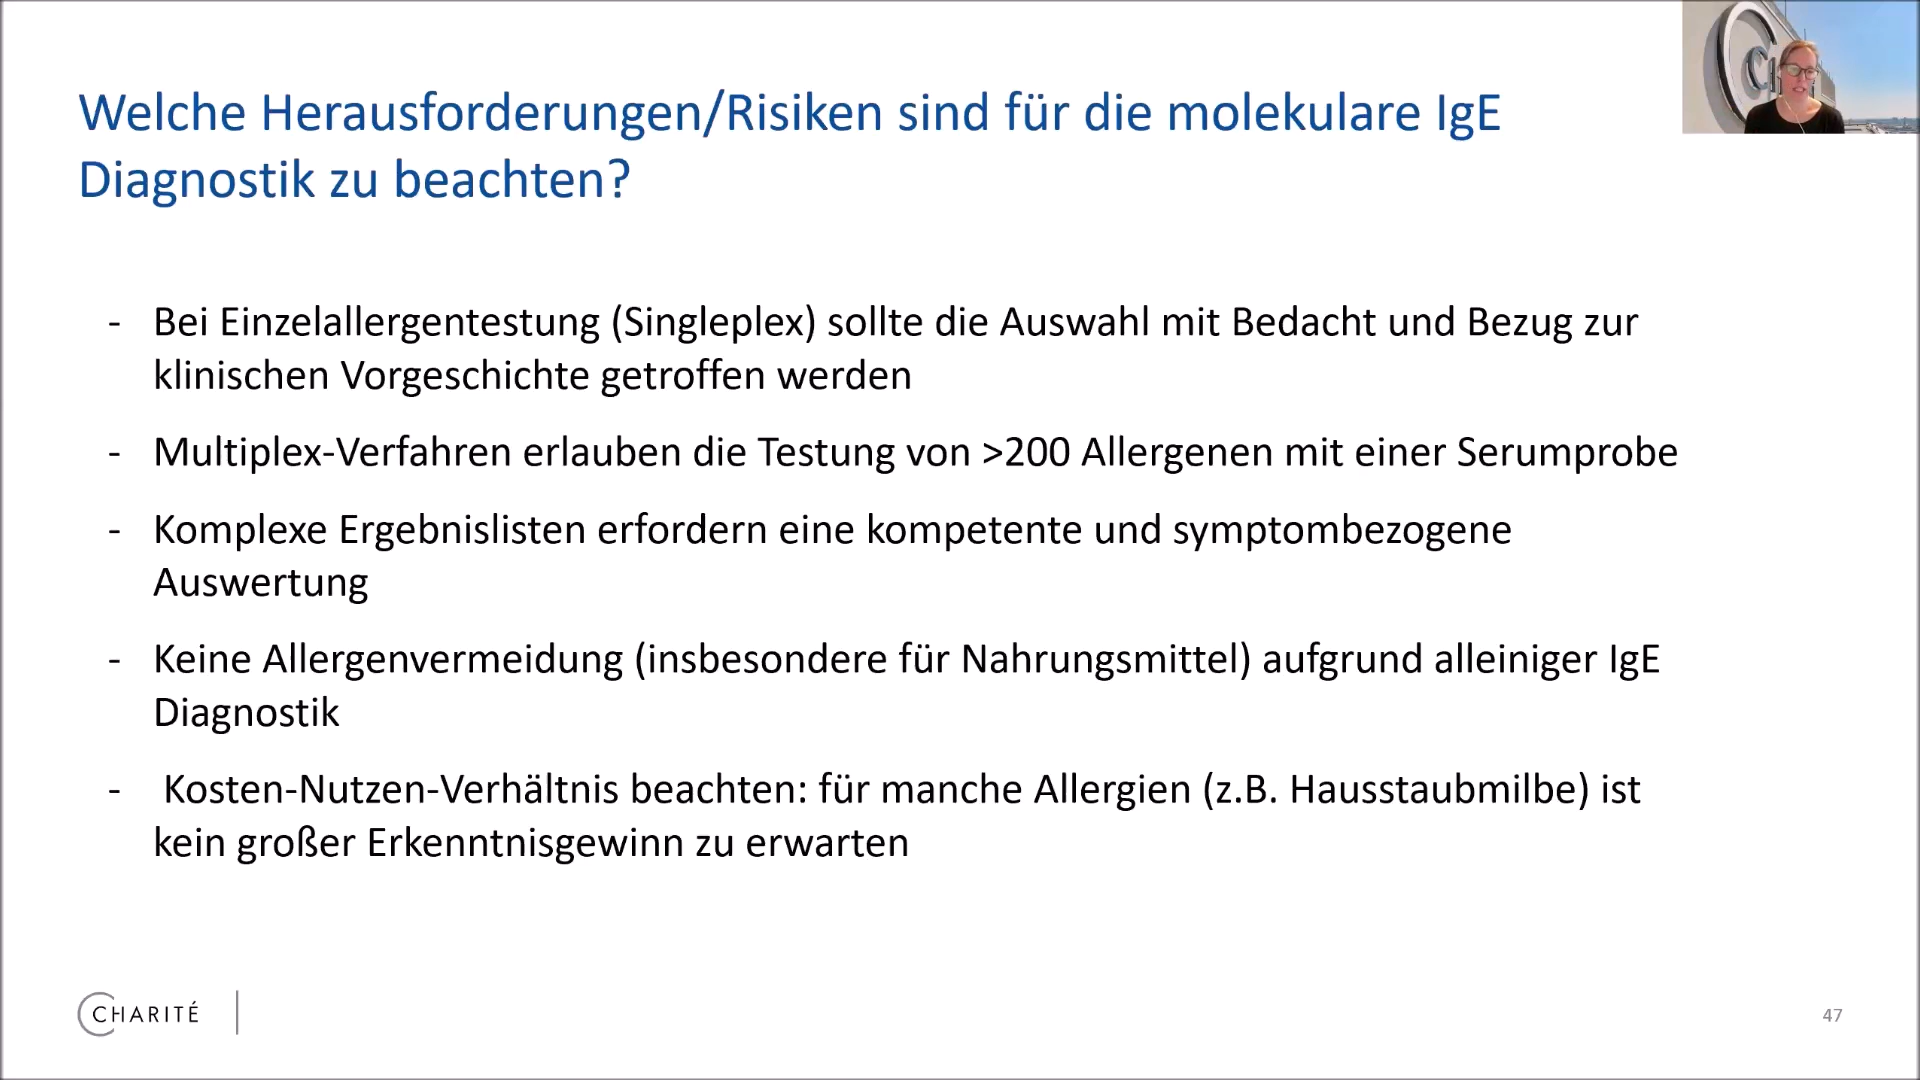 Welche Herausforderungen/Risiken sind für die molekulare IgE
Diagnostik zu beachten?
- Bei Einzelallergentestung (Singleplex) sollte die Auswahl mit Bedacht und Bezug zur
klinischen Vorgeschichte getroffen werden
- Multiplex-Verfahren erlauben die Testung von >200 Allergenen mit einer Serumprobe
- Komplexe Ergebnislisten erfordern eine kompetente und symptombezogene
Auswertung
- Keine Allergenvermeidung (insbesondere für Nahrungsmittel) aufgrund alleiniger IgE
Diagnostik
- Kosten-Nutzen-Verhältnis beachten: für manche Allergien (z.B. Hausstaubmilbe) ist
kein großer Erkenntnisgewinn zu erwarten
CHARITÉ
47